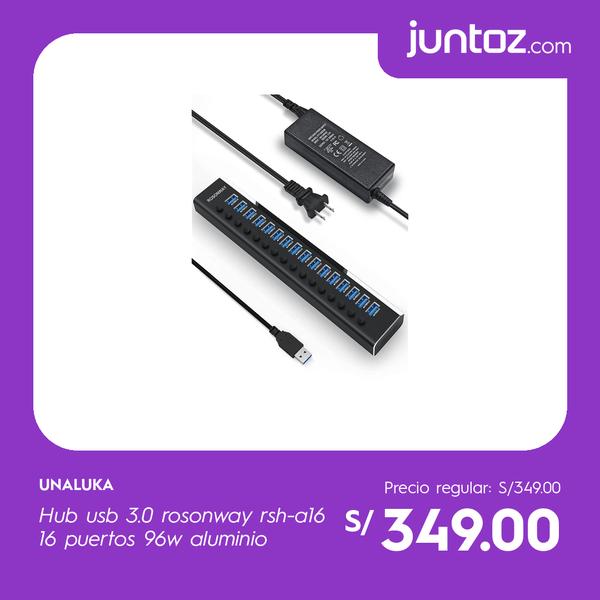 juntoz.com
ROSONWAY
UNALUKA
Hub usb 3.0 rosonway rsh-a16
16 puertos 96w aluminio
Precio regular: S/349.00
S/ 349.00